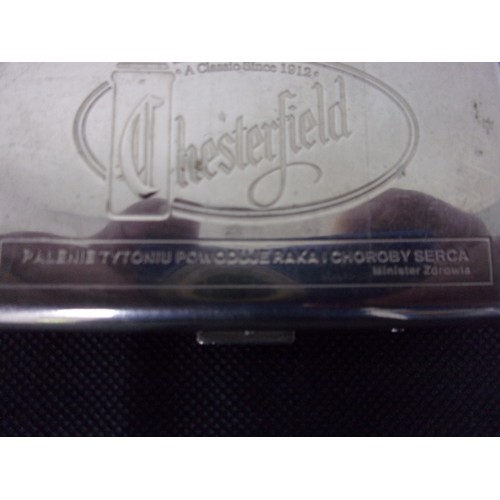 • A Classic Since 1912 •
Chesterfield
PALENIE TYTONIU POWODUJE RAKA I CHOROBY SERCA
Minister Zdrowia